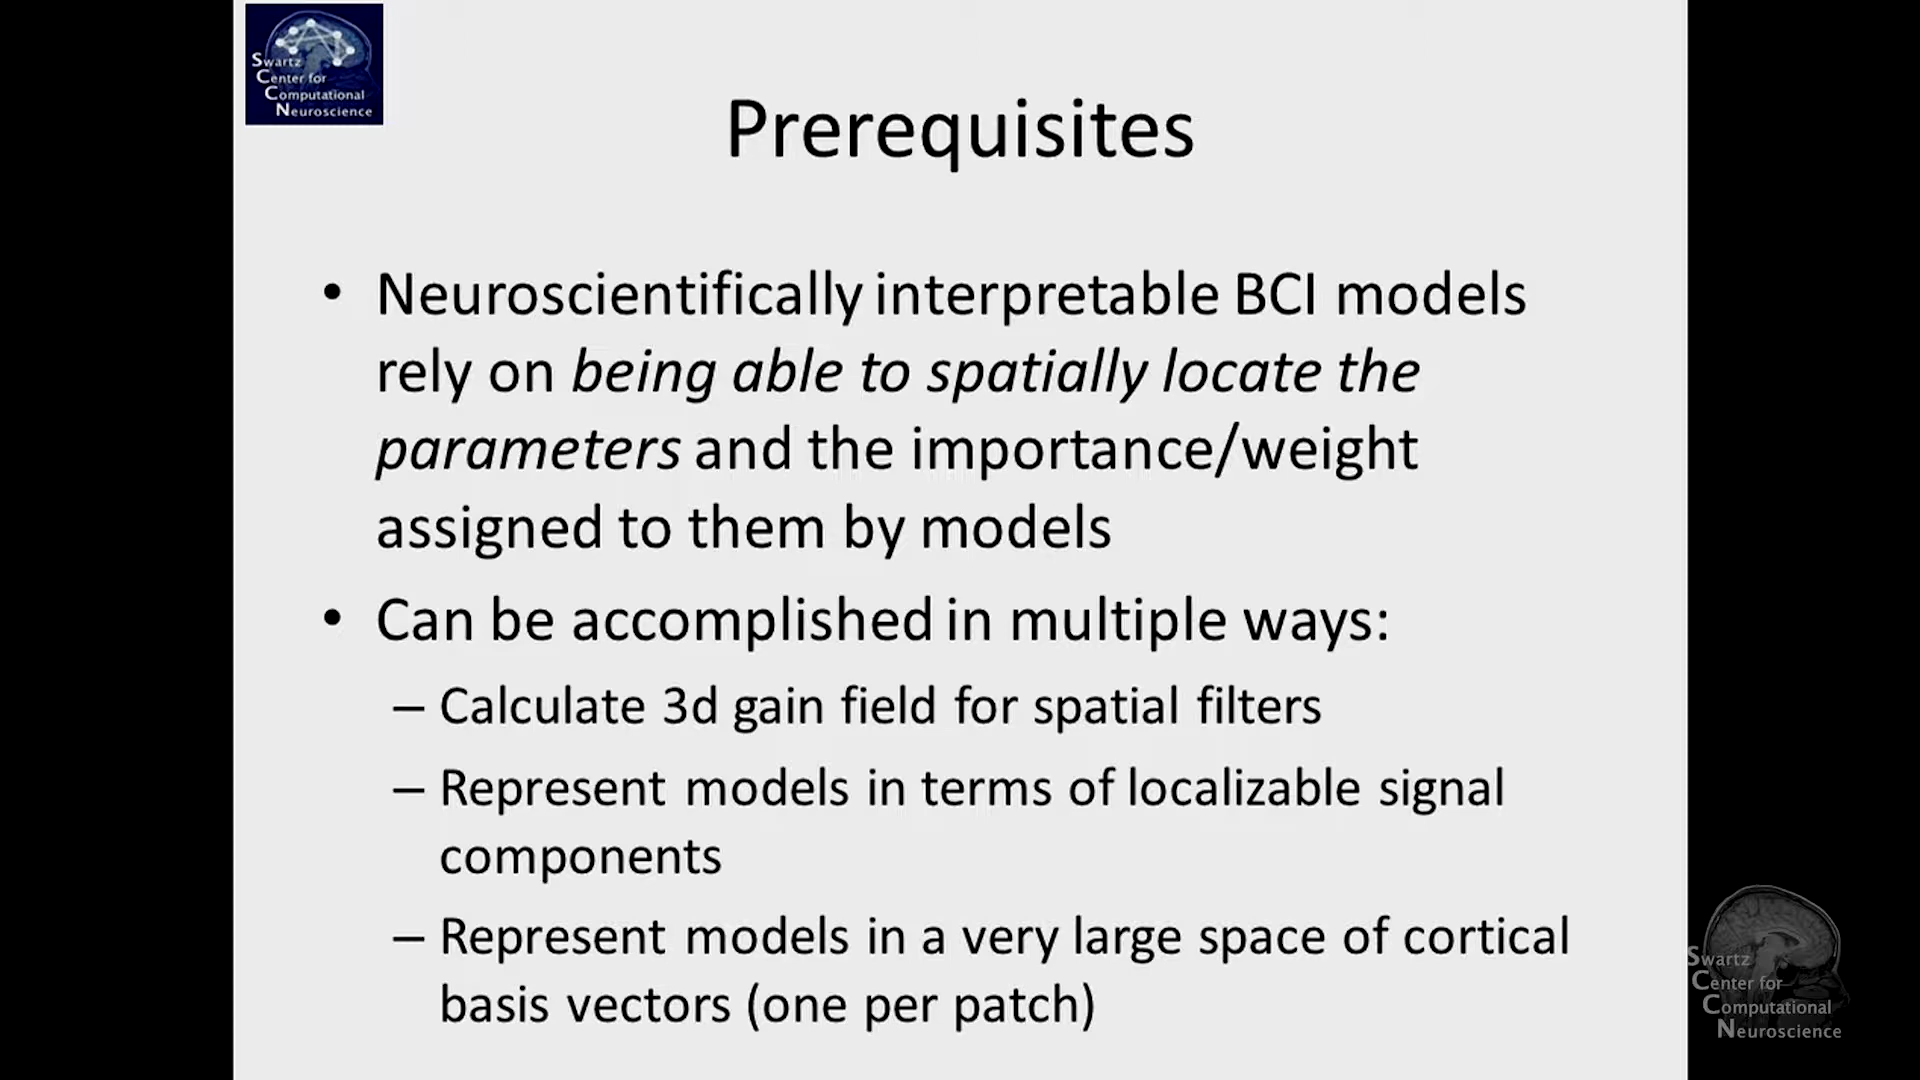 Swartz
Center for
Computational
Neuroscience
Prerequisites
• Neuroscientifically interpretable BCI models
rely on being able to spatially locate the
parameters and the importance/weight
assigned to them by models
• Can be accomplished in multiple ways:
– Calculate 3d gain field for spatial filters
– Represent models in terms of localizable signal
components
– Represent models in a very large space of cortical
basis vectors (one per patch)
Swartz
Center for
Computational
Neuroscience